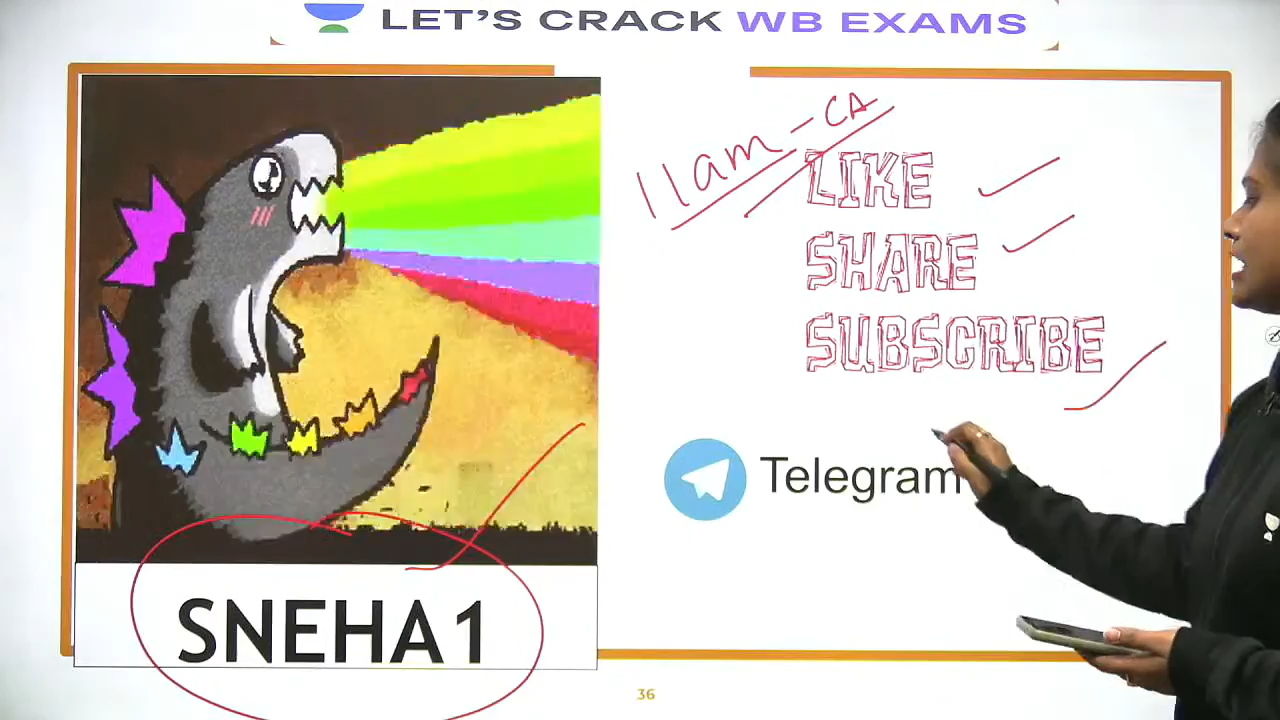 LET'S CRACK WB EXAMS
11am - CA
LIKE
SHARE
SUBSCRIBE
Telegram
SNEHA1
36